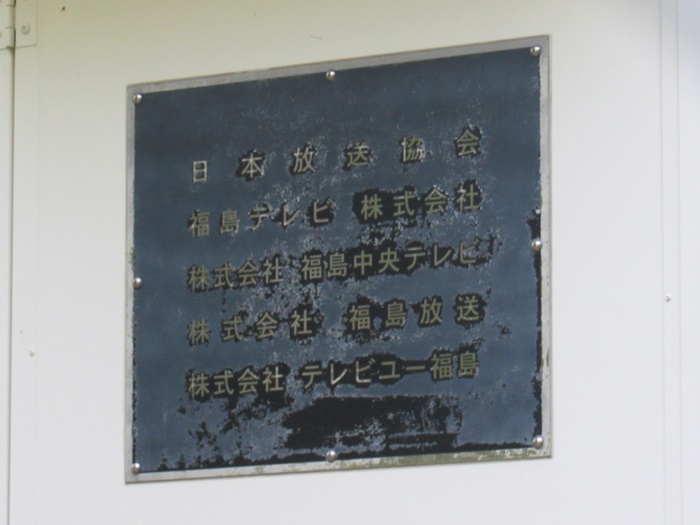 日本放送協会
福島テレビ 株式会社
株式会社 福島中央テレビ
株式会社 福島放送
株式会社 テレビユー福島